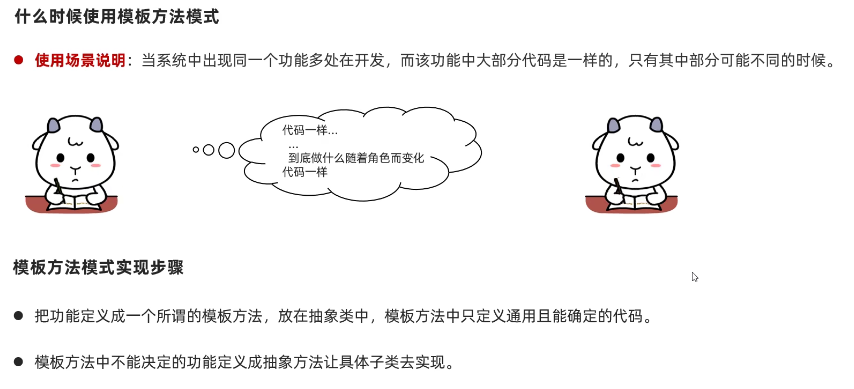 什么时候使用模板方法模式
使用场景说明：当系统中出现同一个功能多处在开发，而该功能中大部分代码是一样的，只有其中部分可能不同的时候。
代码一样...
...
到底做什么随着角色而变化
代码一样
模板方法模式实现步骤
把功能定义成一个所谓的模板方法，放在抽象类中，模板方法中只定义通用且能确定的代码。
模板方法中不能决定的功能定义成抽象方法让具体子类去实现。